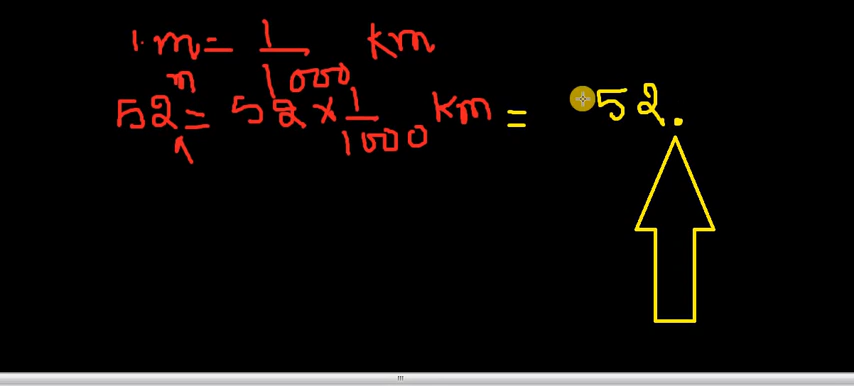 1 m = 1/1000 km
52 m = 52 × 1/1000 km = 52.